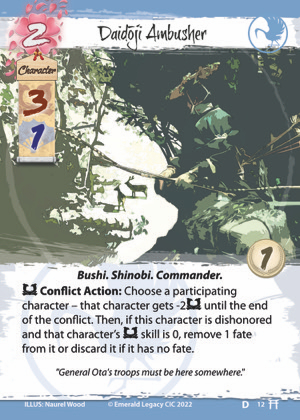 2
Daidoji Ambusher
Character
3
1
1
Bushi. Shinobi. Commander.
Conflict Action: Choose a participating
character – that character gets -2 until the end
of the conflict. Then, if this character is dishonored
and that character's skill is 0, remove 1 fate
from it or discard it if it has no fate.
"General Ota's troops must be here somewhere."
ILLUS: Naurel Wood © Emerald Legacy CIC 2022 D 12